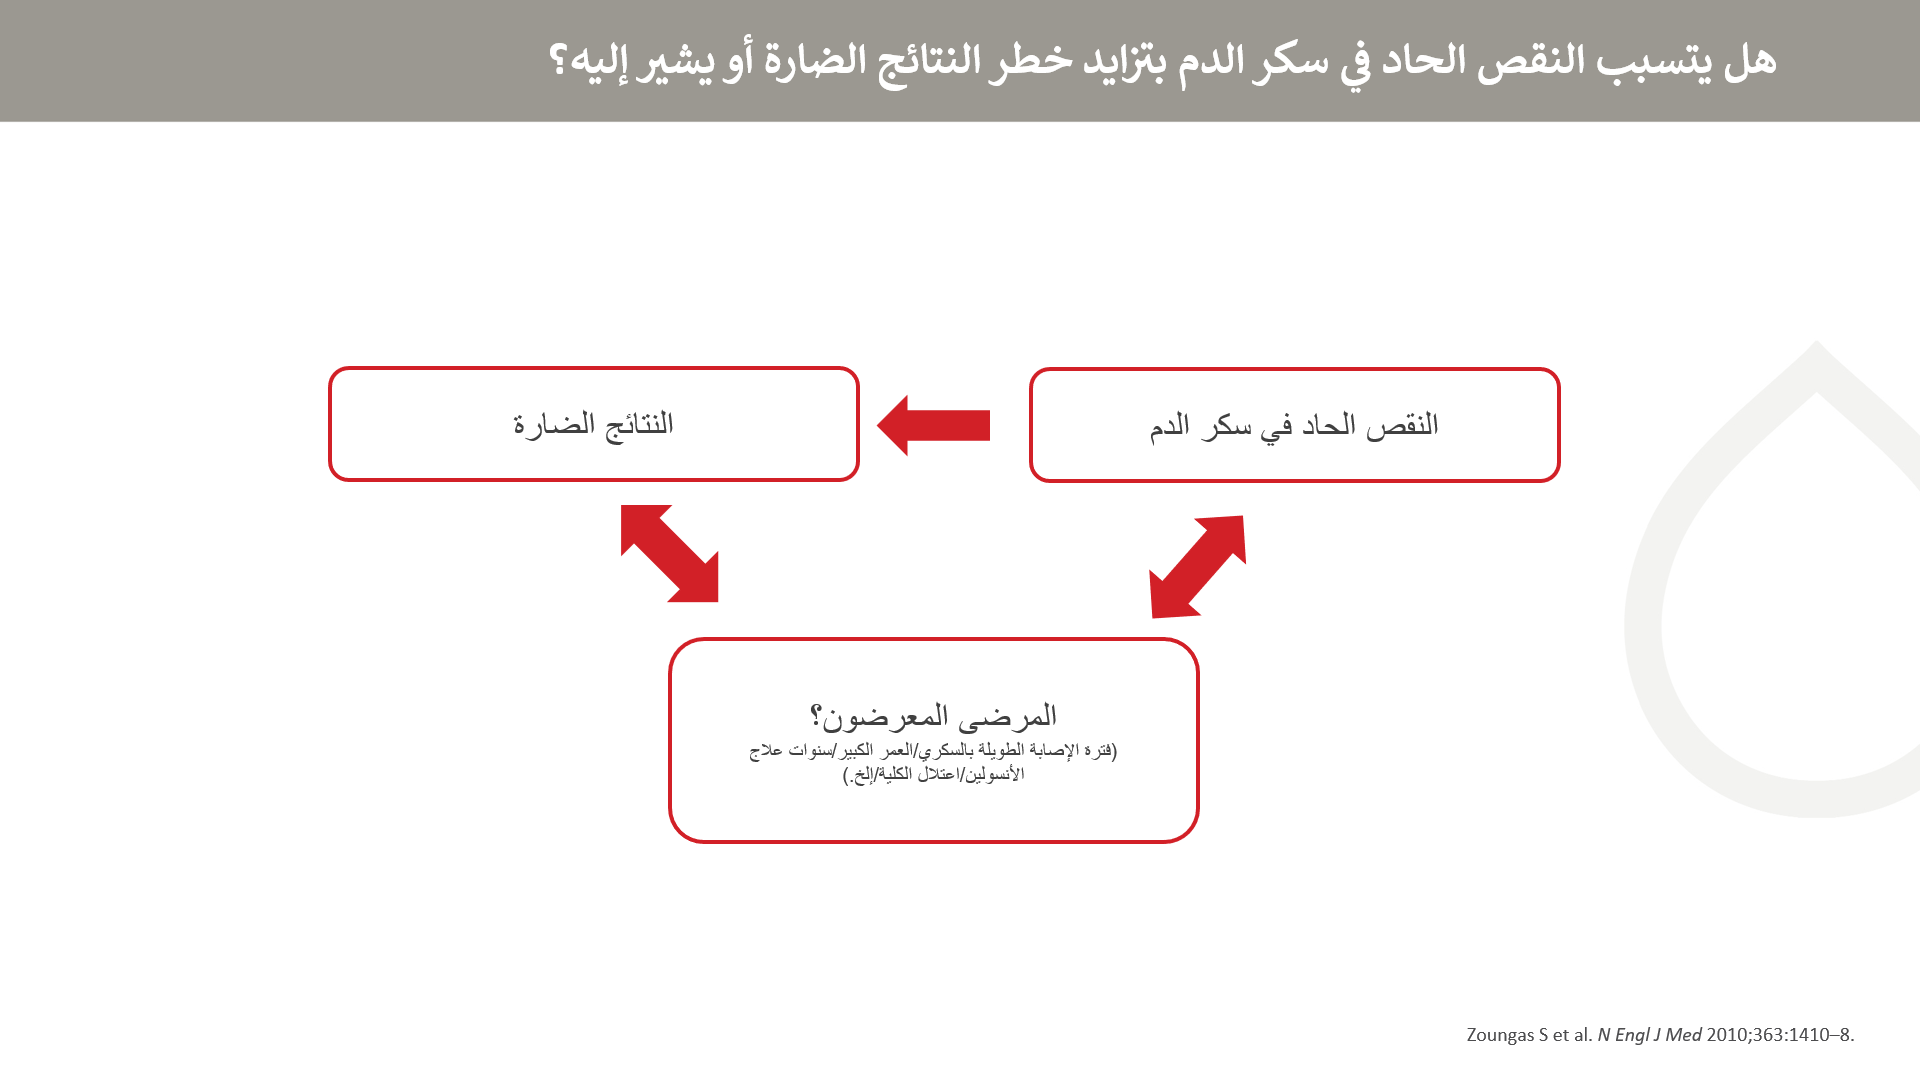 هل يتسبب النقص الحاد في سكر الدم بتزايد خطر النتائج الضارة أو يشير إليه؟
النقص الحاد في سكر الدم
النتائج الضارة
المرضى المعرضون؟
(فترة الإصابة الطويلة بالسكري/العمر الكبير/سنوات علاج
الأنسولين/اعتلال الكلية/إلخ.)
Zoungas S et al. N Engl J Med 2010;363:1410–8.